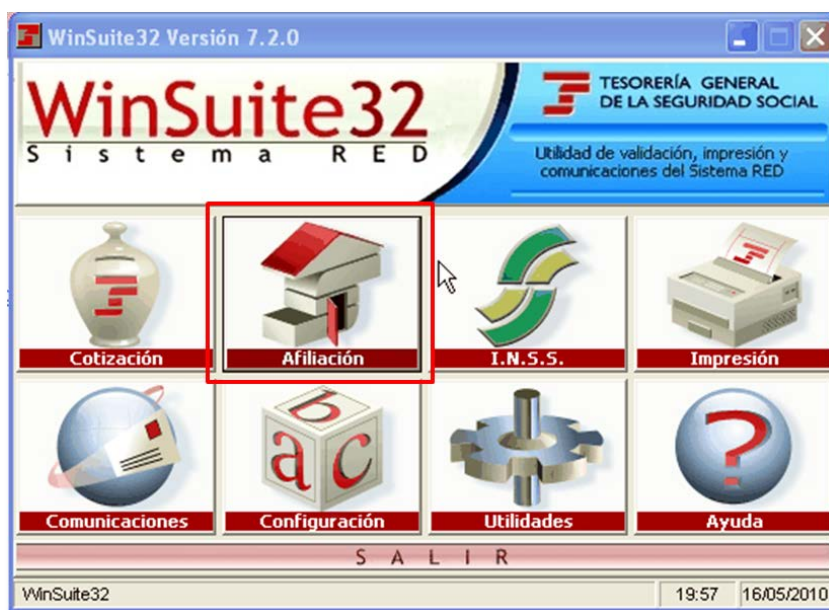 WinSuite32 Versión 7.2.0
WinSuite32
Sistema RED
TESORERÍA GENERAL
DE LA SEGURIDAD SOCIAL
Utilidad de validación, impresión y
comunicaciones del Sistema RED
Cotización
Afiliación
I.N.S.S.
Impresión
b
a c
?
Comunicaciones
Configuración
Utilidades
Ayuda
SALIR
WinSuite32
19:57
16/05/2010